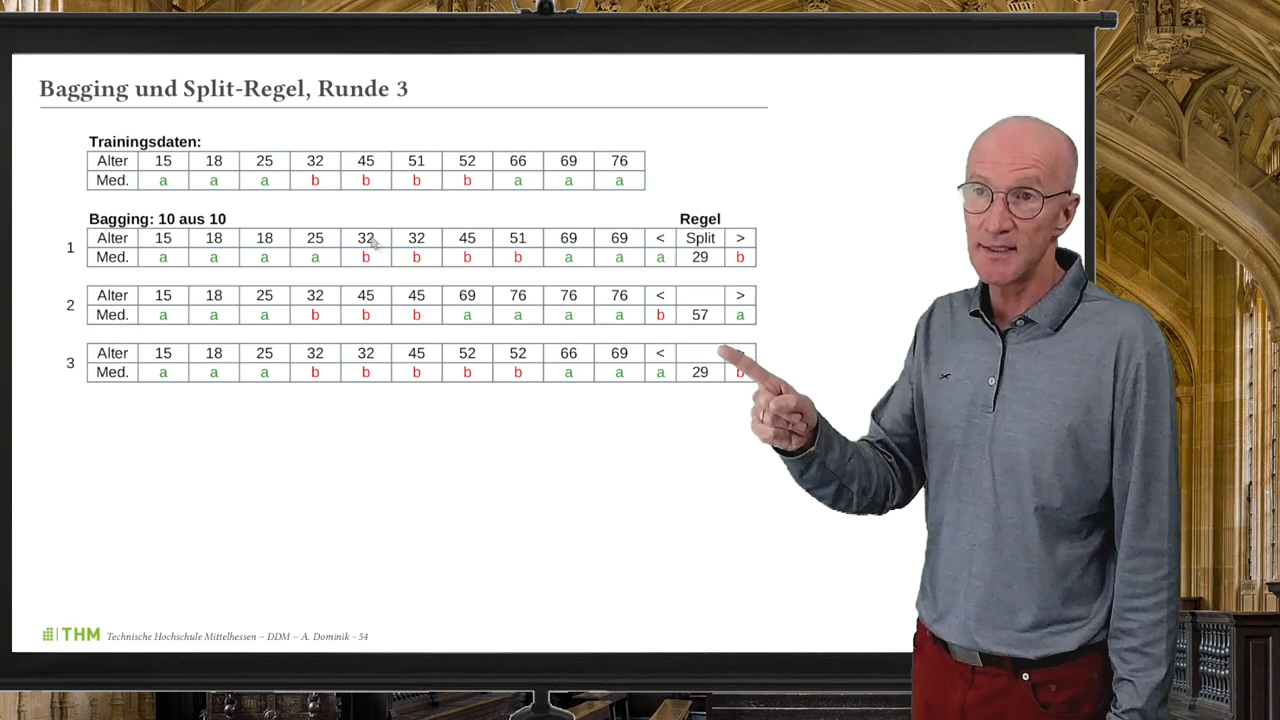 Bagging und Split-Regel, Runde 3
Trainingsdaten:
Alter 15 18 25 32 45 51 52 66 69 76
Med. a a a b b b b a a a
Bagging: 10 aus 10 Regel
1
Alter 15 18 18 25 32 32 45 51 69 69 < Split >
Med. a a a a b b b b a a a 29 b
2
Alter 15 18 25 32 45 45 69 76 76 76 < >
Med. a a a b b b a a a a b 57 a
3
Alter 15 18 25 32 32 45 52 52 66 69 <
Med. a a a b b b b b a a a 29 b
THM Technische Hochschule Mittelhessen – DDM – A. Dominik - 54